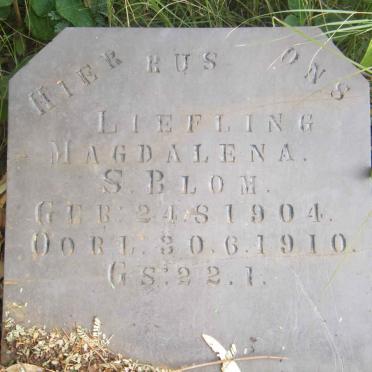 HIER RUS ONS
LIEFLING
MAGDALENA.
S. BLOM.
GEB: 24.8 1904.
OORL: 30.6.1910.
GS: 22.1.